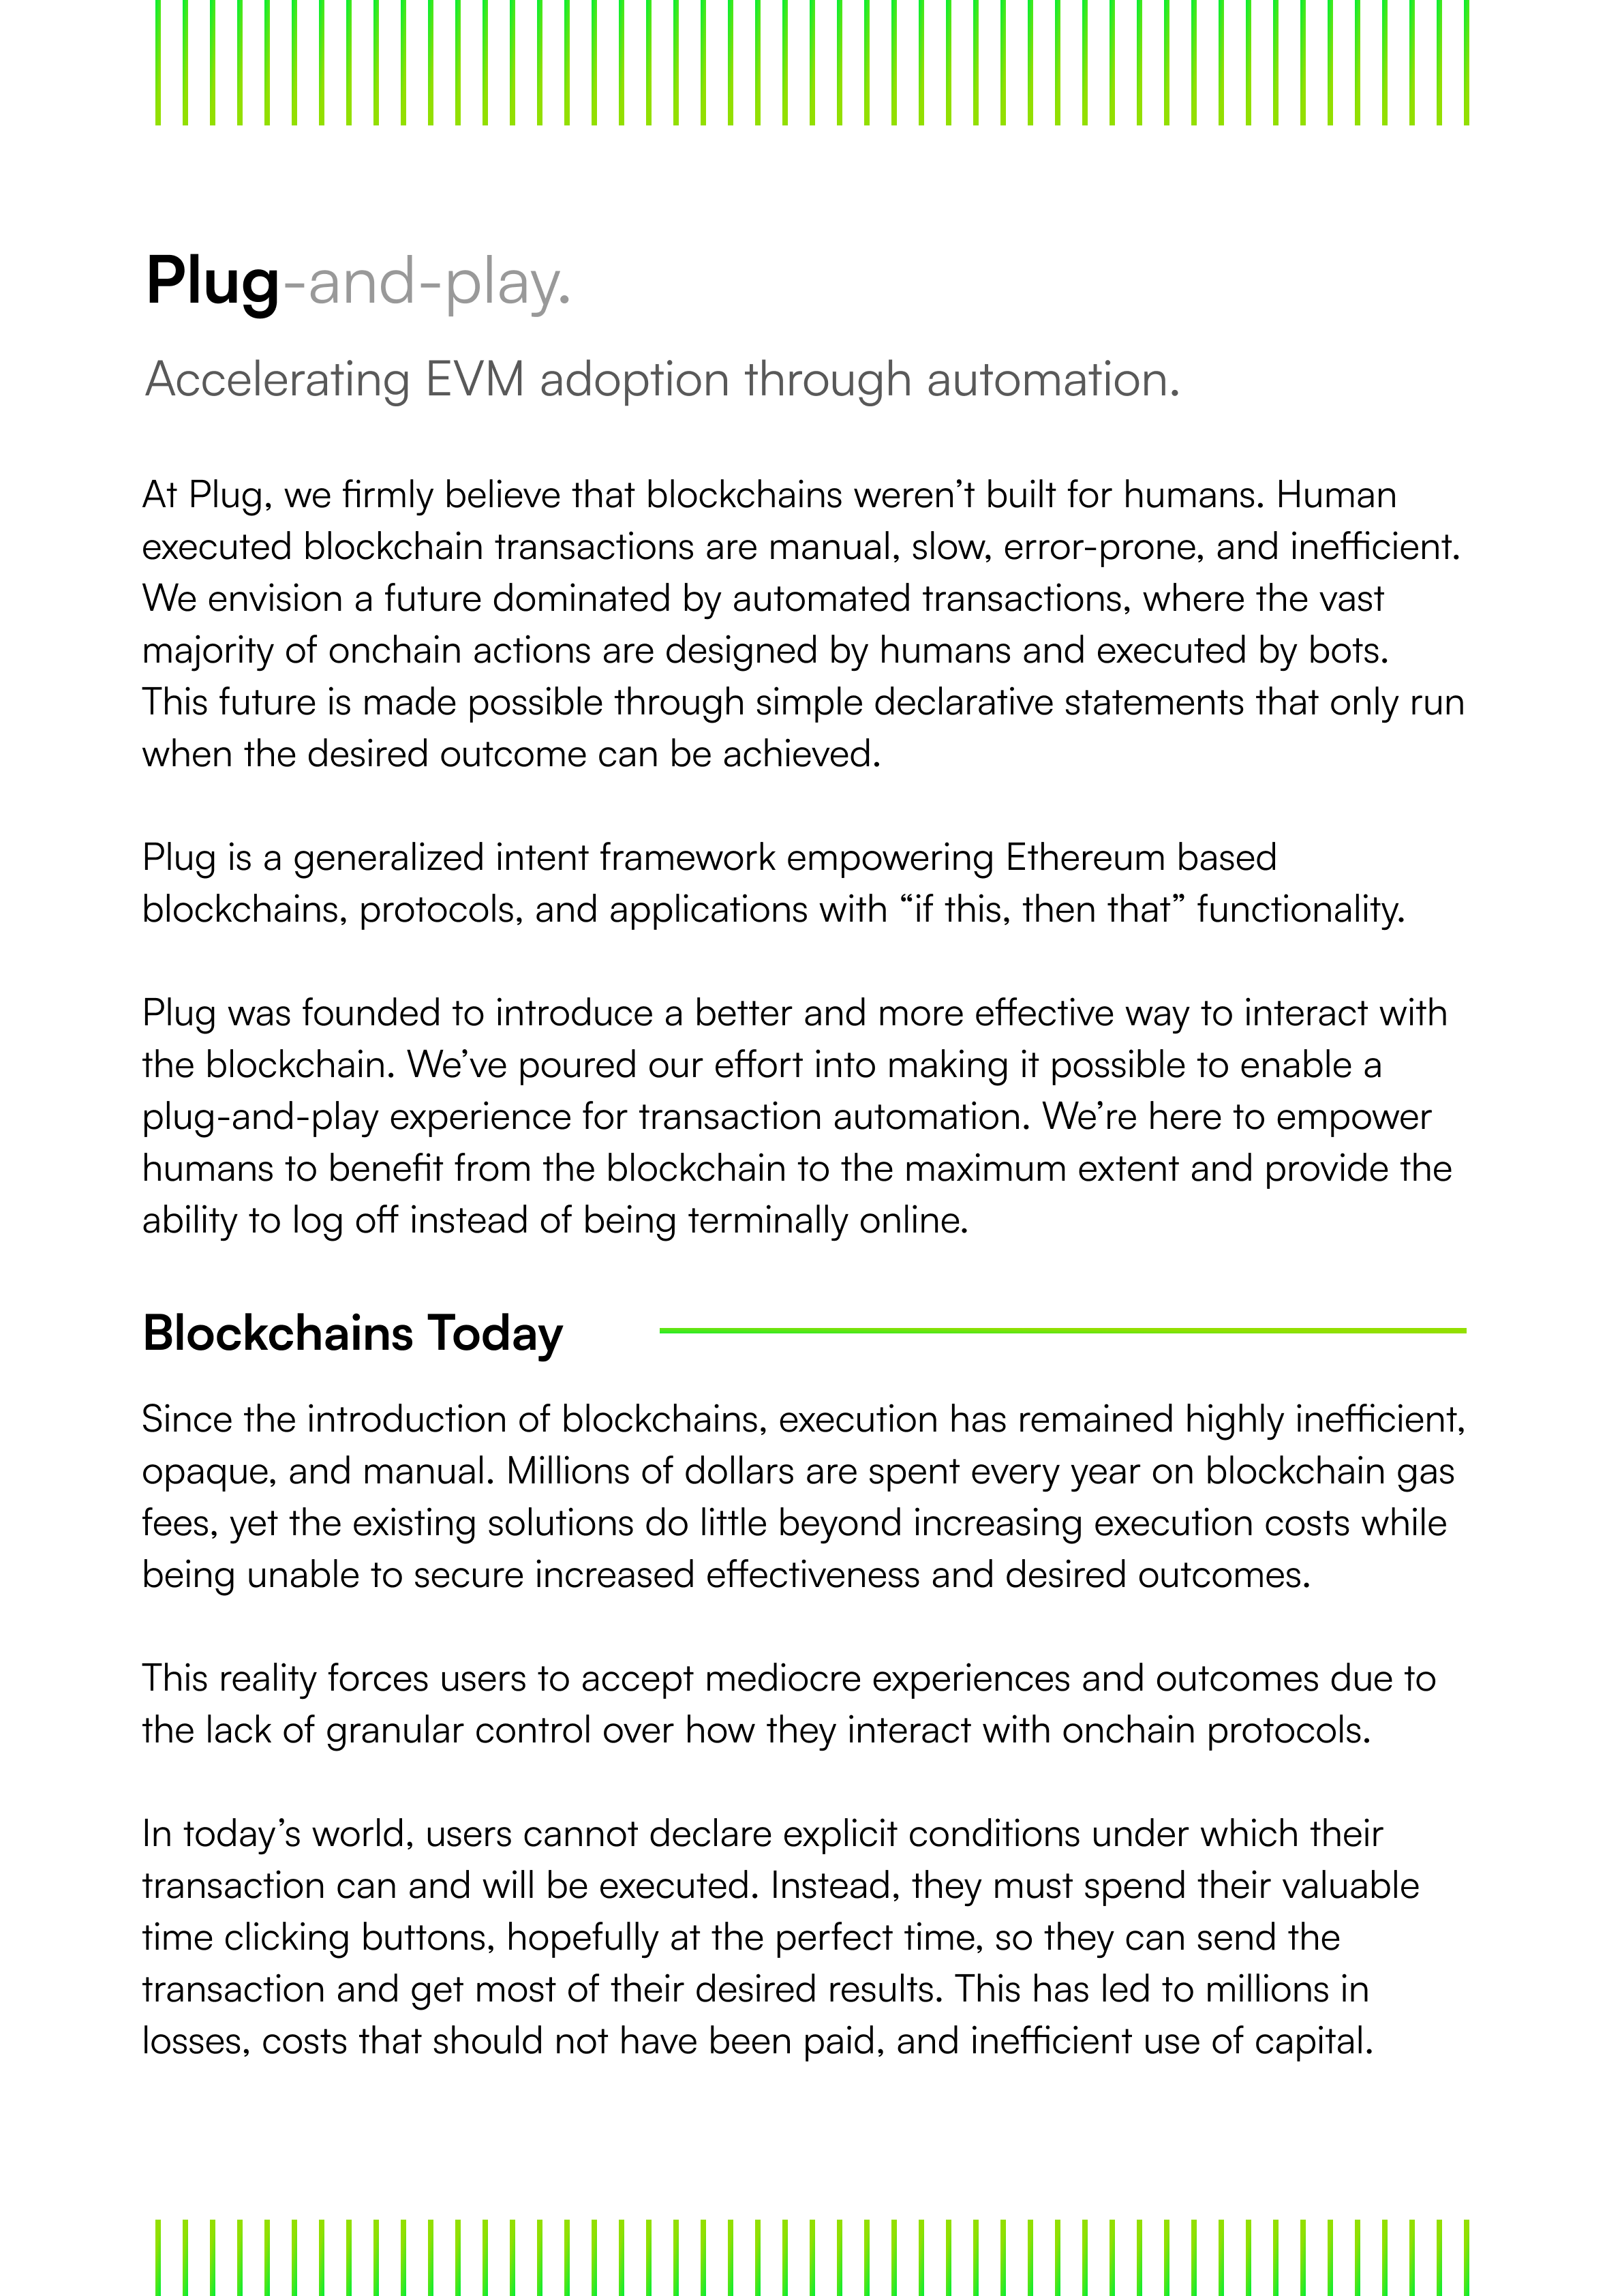 Plug-and-play.
Accelerating EVM adoption through automation.
At Plug, we firmly believe that blockchains weren’t built for humans. Human
executed blockchain transactions are manual, slow, error-prone, and inefficient.
We envision a future dominated by automated transactions, where the vast
majority of onchain actions are designed by humans and executed by bots.
This future is made possible through simple declarative statements that only run
when the desired outcome can be achieved.
Plug is a generalized intent framework empowering Ethereum based
blockchains, protocols, and applications with “if this, then that” functionality.
Plug was founded to introduce a better and more effective way to interact with
the blockchain. We’ve poured our effort into making it possible to enable a
plug-and-play experience for transaction automation. We’re here to empower
humans to benefit from the blockchain to the maximum extent and provide the
ability to log off instead of being terminally online.
Blockchains Today
Since the introduction of blockchains, execution has remained highly inefficient,
opaque, and manual. Millions of dollars are spent every year on blockchain gas
fees, yet the existing solutions do little beyond increasing execution costs while
being unable to secure increased effectiveness and desired outcomes.
This reality forces users to accept mediocre experiences and outcomes due to
the lack of granular control over how they interact with onchain protocols.
In today’s world, users cannot declare explicit conditions under which their
transaction can and will be executed. Instead, they must spend their valuable
time clicking buttons, hopefully at the perfect time, so they can send the
transaction and get most of their desired results. This has led to millions in
losses, costs that should not have been paid, and inefficient use of capital.